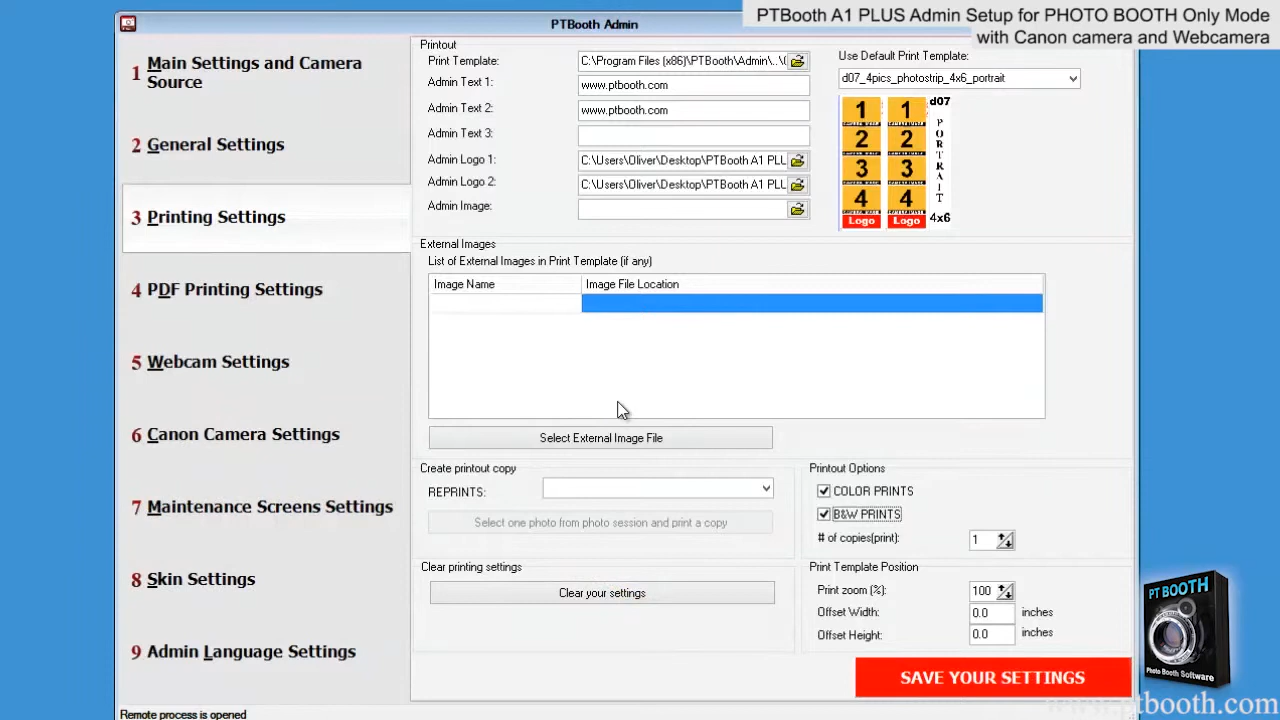 PTBooth Admin
PTBooth A1 PLUS Admin Setup for PHOTO BOOTH Only Mode
with Canon camera and Webcamera
1 Main Settings and Camera
Source
2 General Settings
3 Printing Settings
4 PDF Printing Settings
5 Webcam Settings
6 Canon Camera Settings
7 Maintenance Screens Settings
8 Skin Settings
9 Admin Language Settings
Printout
Print Template: C:\Program Files (x86)\PTBooth\Admin\..\(
Admin Text 1: www.ptbooth.com
Admin Text 2: www.ptbooth.com
Admin Text 3:
Admin Logo 1: C:\Users\Oliver\Desktop\PTBooth A1 PLU
Admin Logo 2: C:\Users\Oliver\Desktop\PTBooth A1 PLU
Admin Image:
Use Default Print Template:
d07_4pics_photostrip_4x6_portrait
1 1 d07
2 2
3 3
4 4
Logo Logo
PORTRAIT
4x6
External Images
List of External Images in Print Template (if any)
Image Name Image File Location
Select External Image File
Create printout copy
REPRINTS:
Select one photo from photo session and print a copy
Clear printing settings
Clear your settings
Printout Options
COLOR PRINTS
B&W PRINTS
# of copies(print): 1
Print Template Position
Print zoom (%): 100
Offset Width: 0.0 inches
Offset Height: 0.0 inches
SAVE YOUR SETTINGS
Remote process is opened
PT BOOTH
Photo Booth Software
www.ptbooth.com